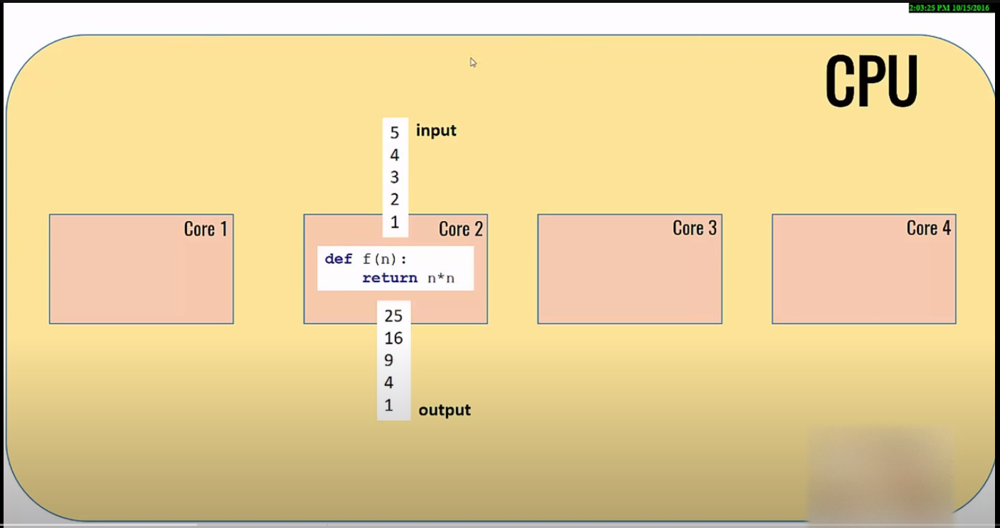 2:03:25 PM 10/15/2016
CPU
5 input
4
3
2
1
Core 1
Core 2
Core 3
Core 4
def f(n):
    return n*n
25
16
9
4
1 output